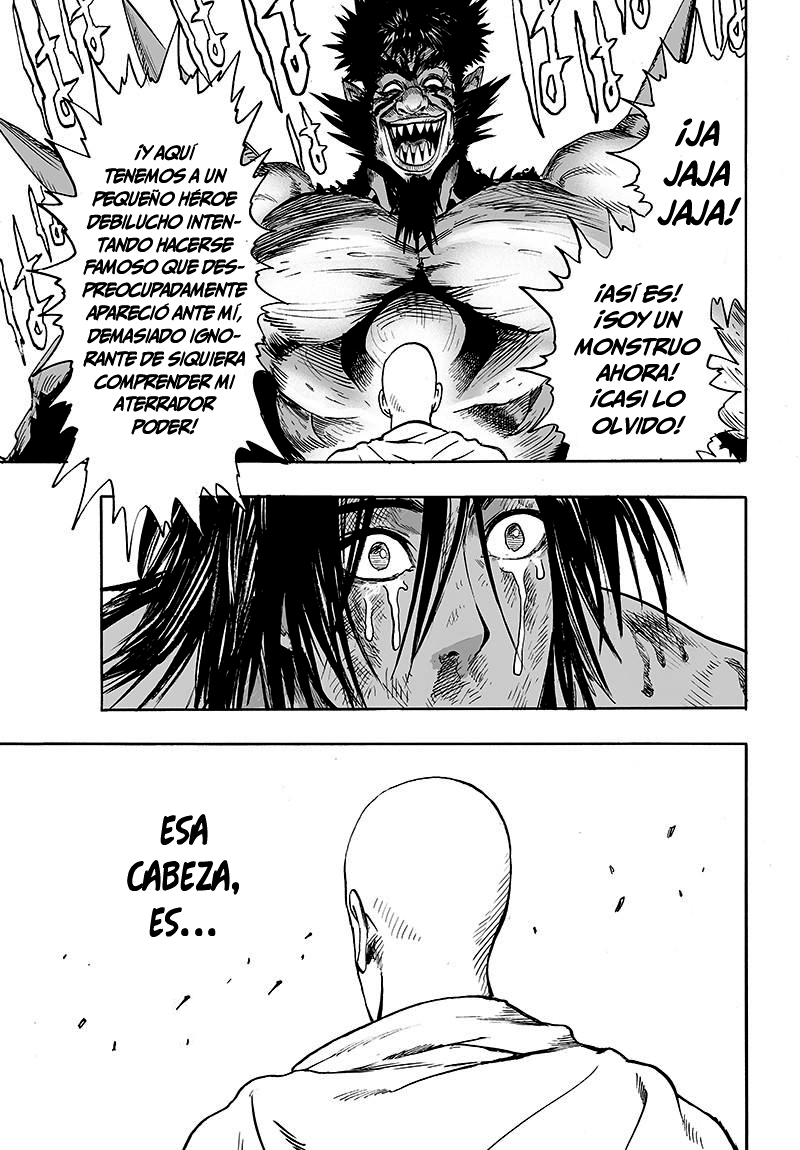 ¡JA
JAJA
JAJA!
¡ASÍ ES!
¡SOY UN
MONSTRUO
AHORA!
¡CASI LO
OLVIDO!
¡Y AQUÍ
TENEMOS A UN
PEQUEÑO HÉROE
DEBILUCHO INTEN-
TANDO HACERSE
FAMOSO QUE DES-
PREOCUPADAMENTE
APARECIÓ ANTE MÍ,
DEMASIADO IGNO-
RANTE DE SIQUIERA
COMPRENDER MI
ATERRADOR
PODER!
ESA
CABEZA,
ES...